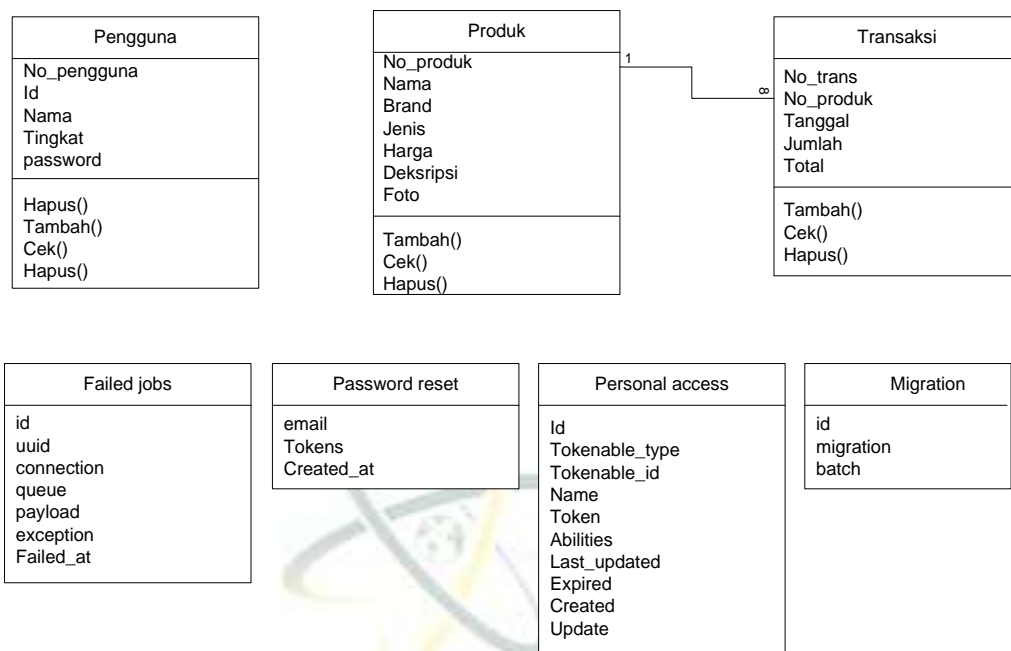 Pengguna
No_pengguna
Id
Nama
Tingkat
password
Hapus()
Tambah()
Cek()
Hapus()
Produk
No_produk
Nama
Brand
Jenis
Harga
Deksripsi
Foto
Tambah()
Cek()
Hapus()
1
∞
Transaksi
No_trans
No_produk
Tanggal
Jumlah
Total
Tambah()
Cek()
Hapus()
Failed jobs
id
uuid
connection
queue
payload
exception
Failed_at
Password reset
email
Tokens
Created_at
Personal access
Id
Tokenable_type
Tokenable_id
Name
Token
Abilities
Last_updated
Expired
Created
Update
Migration
id
migration
batch